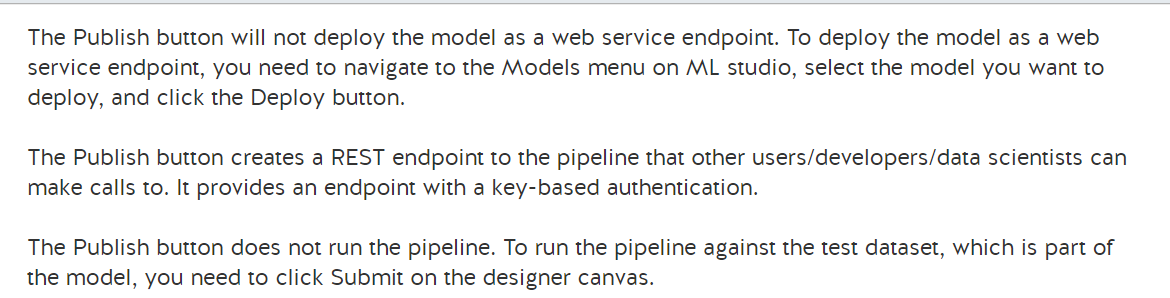 The Publish button will not deploy the model as a web service endpoint. To deploy the model as a web
service endpoint, you need to navigate to the Models menu on ML studio, select the model you want to
deploy, and click the Deploy button.
The Publish button creates a REST endpoint to the pipeline that other users/developers/data scientists can
make calls to. It provides an endpoint with a key-based authentication.
The Publish button does not run the pipeline. To run the pipeline against the test dataset, which is part of
the model, you need to click Submit on the designer canvas.